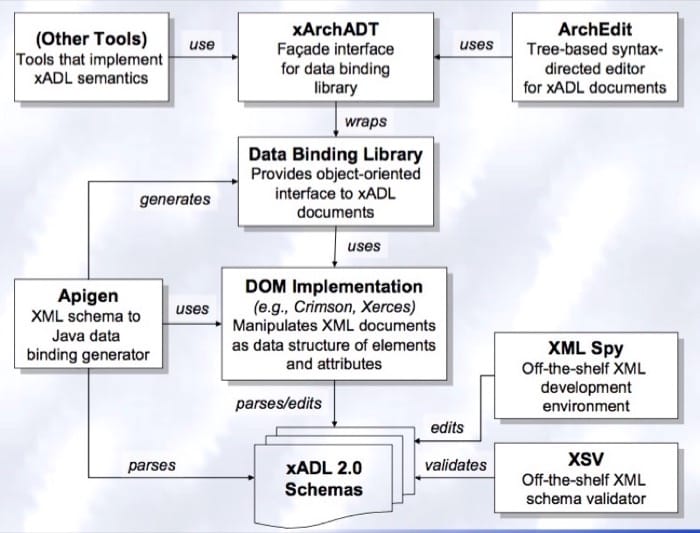 (Other Tools)
Tools that implement
xADL semantics
use
xArchADT
Façade interface
for data binding
library
uses
ArchEdit
Tree-based syntax-
directed editor
for xADL documents
wraps
Data Binding Library
Provides object-oriented
interface to xADL
documents
generates
uses
Apigen
XML schema to
Java data
binding generator
uses
DOM Implementation
(e.g., Crimson, Xerces)
Manipulates XML documents
as data structure of elements
and attributes
XML Spy
Off-the-shelf XML
development
environment
parses/edits
edits
parses
xADL 2.0
Schemas
validates
XSV
Off-the-shelf XML
schema validator